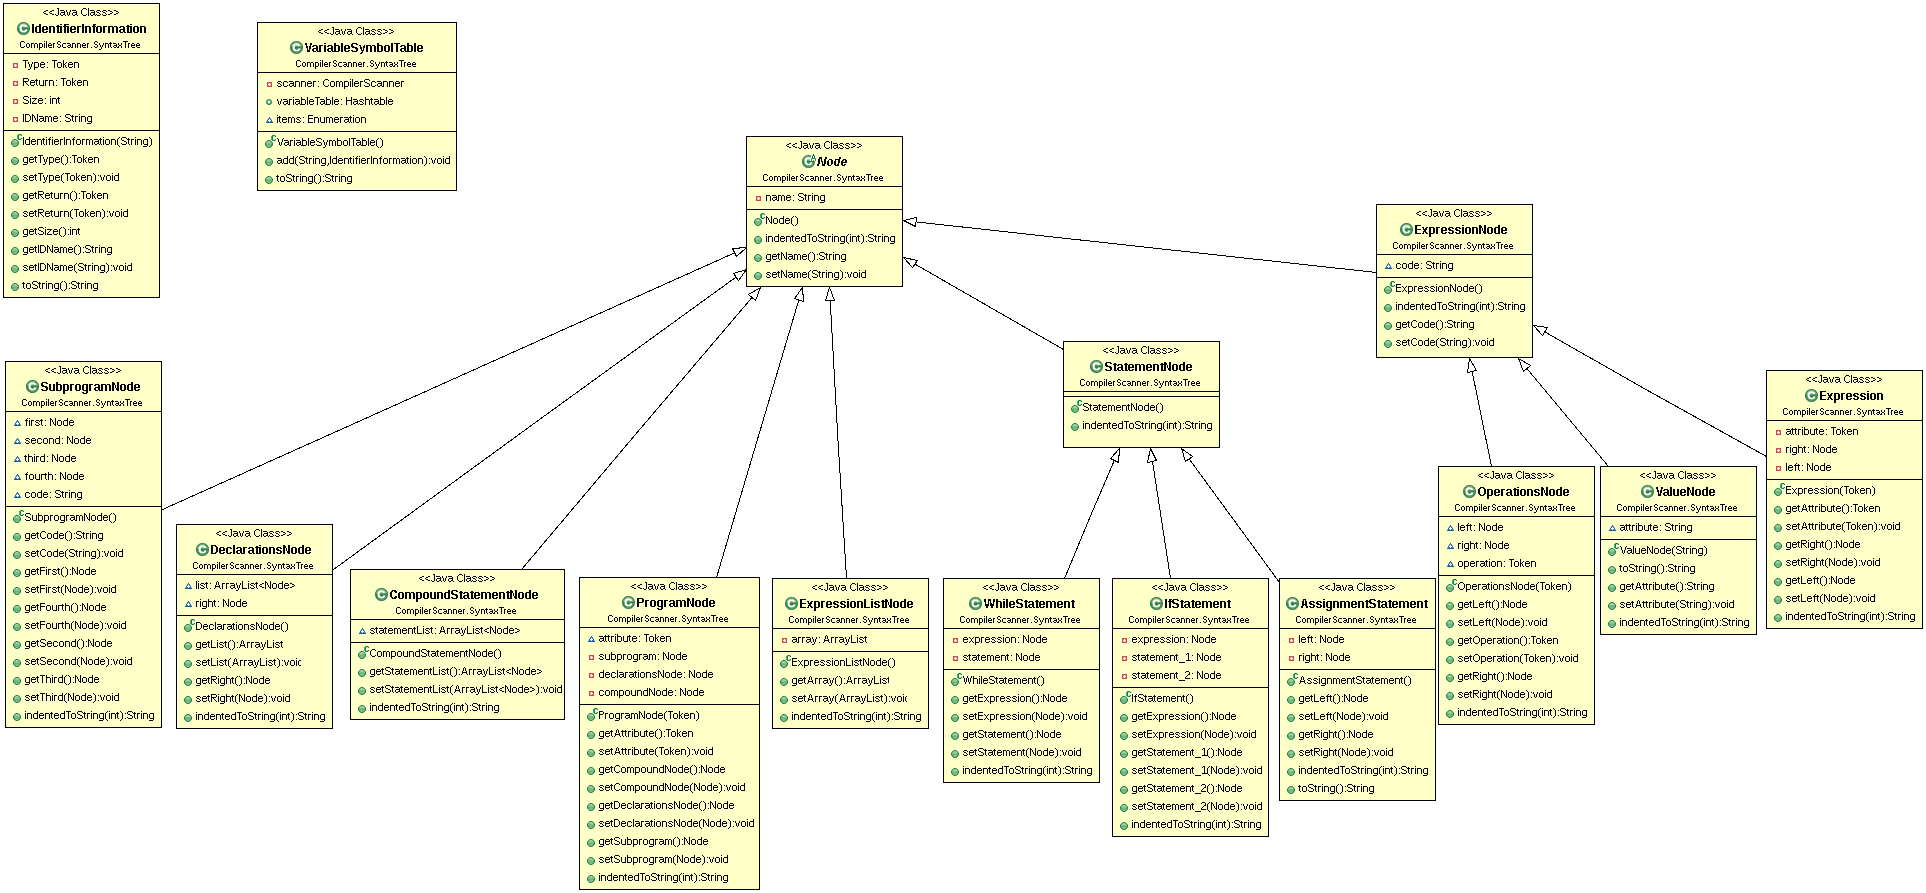 <<Java Class>>
IdentifierInformation
CompilerScanner.SyntaxTree
Type: Token
Return: Token
Size: int
IDName: String
IdentifierInformation(String)
getType():Token
setType(Token):void
getReturn():Token
setReturn(Token):void
getSize():int
getIDName():String
setIDName(String):void
toString():String
<<Java Class>>
VariableSymbolTable
CompilerScanner.SyntaxTree
scanner: CompilerScanner
variableTable: Hashtable
items: Enumeration
VariableSymbolTable()
add(String,IdentifierInformation):void
toString():String
<<Java Class>>
Node
CompilerScanner.SyntaxTree
name: String
Node()
indentedToString(int):String
getName():String
setName(String):void
<<Java Class>>
ExpressionNode
CompilerScanner.SyntaxTree
code: String
ExpressionNode()
indentedToString(int):String
getCode():String
setCode(String):void
<<Java Class>>
StatementNode
CompilerScanner.SyntaxTree
StatementNode()
indentedToString(int):String
<<Java Class>>
SubprogramNode
CompilerScanner.SyntaxTree
first: Node
second: Node
third: Node
fourth: Node
code: String
SubprogramNode()
getCode():String
setCode(String):void
getFirst():Node
setFirst(Node):void
getFourth():Node
setFourth(Node):void
getSecond():Node
setSecond(Node):void
getThird():Node
setThird(Node):void
indentedToString(int):String
<<Java Class>>
DeclarationsNode
CompilerScanner.SyntaxTree
list: ArrayList<Node>
right: Node
DeclarationsNode()
getList():ArrayList
setList(ArrayList):void
getRight():Node
setRight(Node):void
indentedToString(int):String
<<Java Class>>
CompoundStatementNode
CompilerScanner.SyntaxTree
statementList: ArrayList<Node>
CompoundStatementNode()
getStatementList():ArrayList<Node>
setStatementList(ArrayList<Node>):void
indentedToString(int):String
<<Java Class>>
ProgramNode
CompilerScanner.SyntaxTree
attribute: Token
subprogram: Node
declarationsNode: Node
compoundNode: Node
ProgramNode(Token)
getAttribute():Token
setAttribute(Token):void
getCompoundNode():Node
setCompoundNode(Node):void
getDeclarationsNode():Node
setDeclarationsNode(Node):void
getSubprogram():Node
setSubprogram(Node):void
indentedToString(int):String
<<Java Class>>
ExpressionListNode
CompilerScanner.SyntaxTree
array: ArrayList
ExpressionListNode()
getArray():ArrayList
setArray(ArrayList):void
indentedToString(int):String
<<Java Class>>
WhileStatement
CompilerScanner.SyntaxTree
expression: Node
statement: Node
WhileStatement()
getExpression():Node
setExpression(Node):void
getStatement():Node
setStatement(Node):void
indentedToString(int):String
<<Java Class>>
IfStatement
CompilerScanner.SyntaxTree
expression: Node
statement_1: Node
statement_2: Node
IfStatement()
getExpression():Node
setExpression(Node):void
getStatement_1():Node
setStatement_1(Node):void
getStatement_2():Node
setStatement_2(Node):void
indentedToString(int):String
<<Java Class>>
AssignmentStatement
CompilerScanner.SyntaxTree
left: Node
right: Node
AssignmentStatement()
getLeft():Node
setLeft(Node):void
getRight():Node
setRight(Node):void
indentedToString(int):String
toString():String
<<Java Class>>
OperationsNode
CompilerScanner.SyntaxTree
left: Node
right: Node
operation: Token
OperationsNode(Token)
getLeft():Node
setLeft(Node):void
getOperation():Token
setOperation(Token):void
getRight():Node
setRight(Node):void
indentedToString(int):String
<<Java Class>>
ValueNode
CompilerScanner.SyntaxTree
attribute: String
ValueNode(String)
toString():String
getAttribute():String
setAttribute(String):void
indentedToString(int):String
<<Java Class>>
Expression
CompilerScanner.SyntaxTree
attribute: Token
right: Node
left: Node
Expression(Token)
getAttribute():Token
setAttribute(Token):void
getRight():Node
setRight(Node):void
getLeft():Node
setLeft(Node):void
indentedToString(int):String